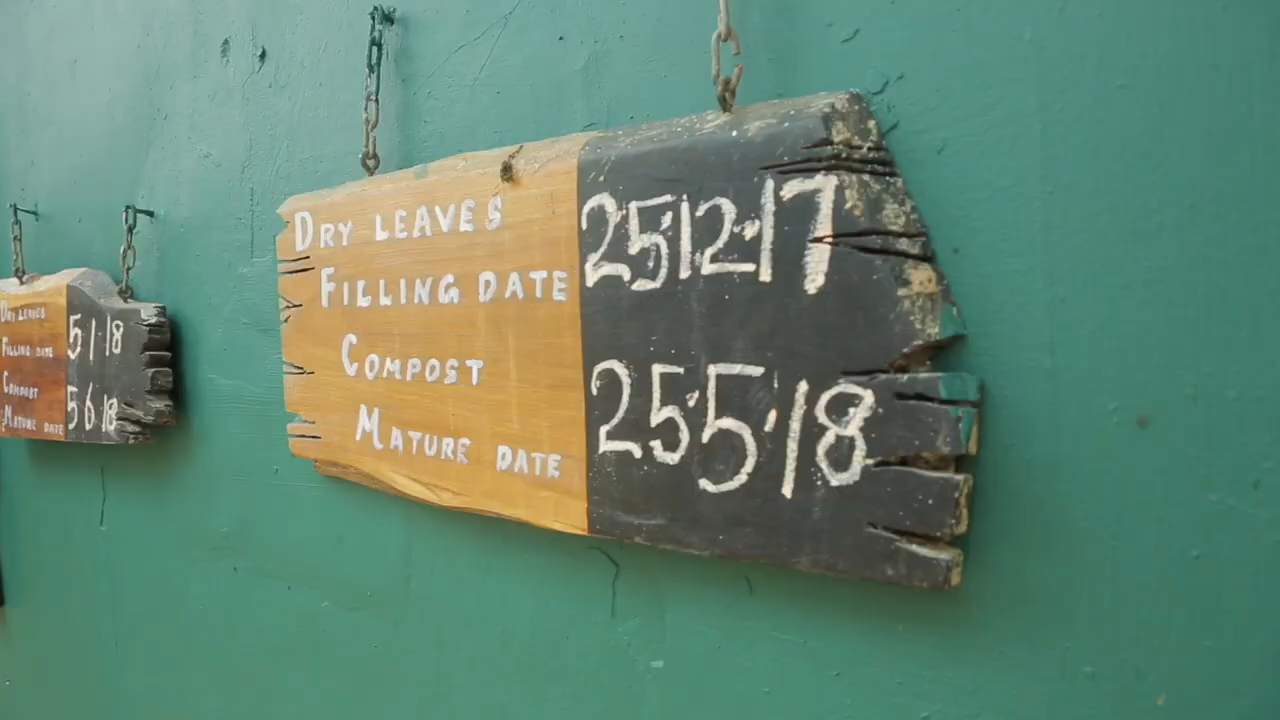 DRY LEAVES
FILLING DATE
25·12·17
COMPOST
MATURE DATE
25·5·18
DRY LEAVES
FILLING DATE
5·1·18
COMPOST
MATURE DATE
5·6·18